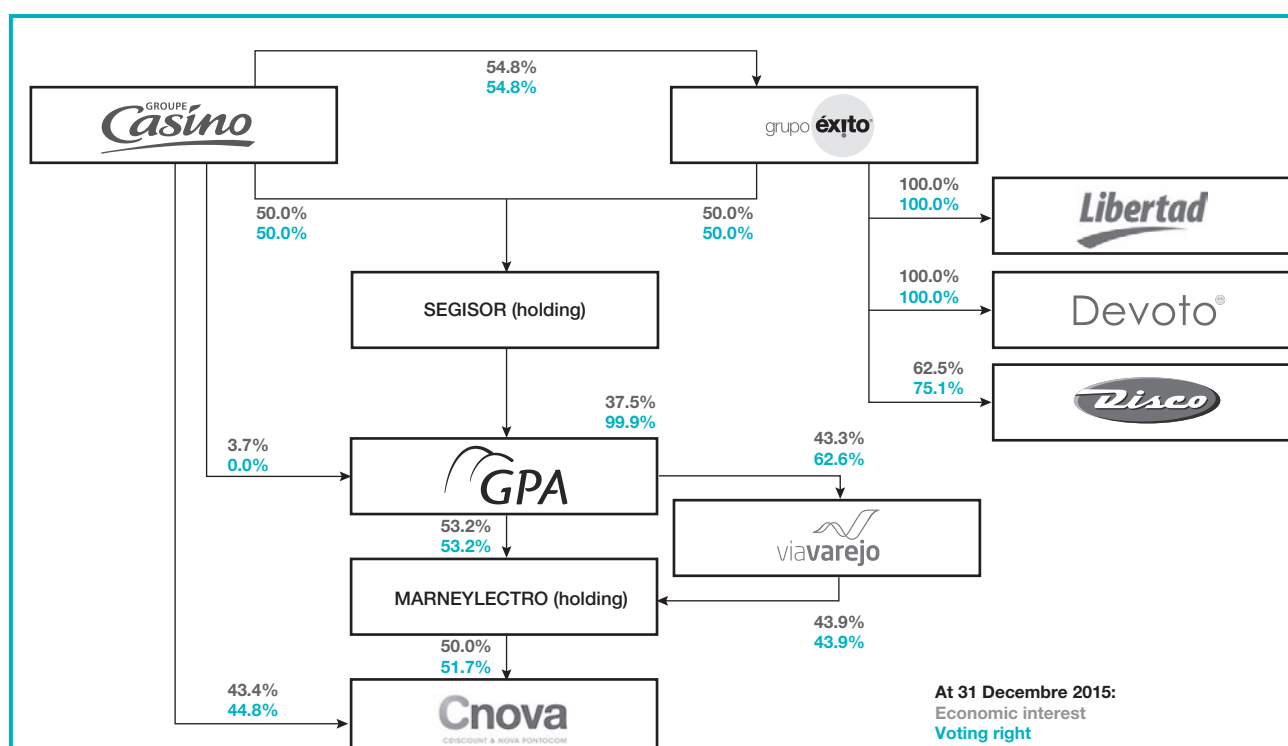 54.8%
54.8%
GROUPE
Casino
grupo éxito
100.0%
100.0%
Libertad
50.0%
50.0%
50.0%
50.0%
SEGISOR (holding)
100.0%
100.0%
Devoto
62.5%
75.1%
Disco
37.5%
99.9%
3.7%
0.0%
GPA
43.3%
62.6%
viavarejo
53.2%
53.2%
MARNEYLECTRO (holding)
43.9%
43.9%
50.0%
51.7%
43.4%
44.8%
Cnova
CDISCOUNT & NOVA PONTOCOM
At 31 Decembre 2015:
Economic interest
Voting right